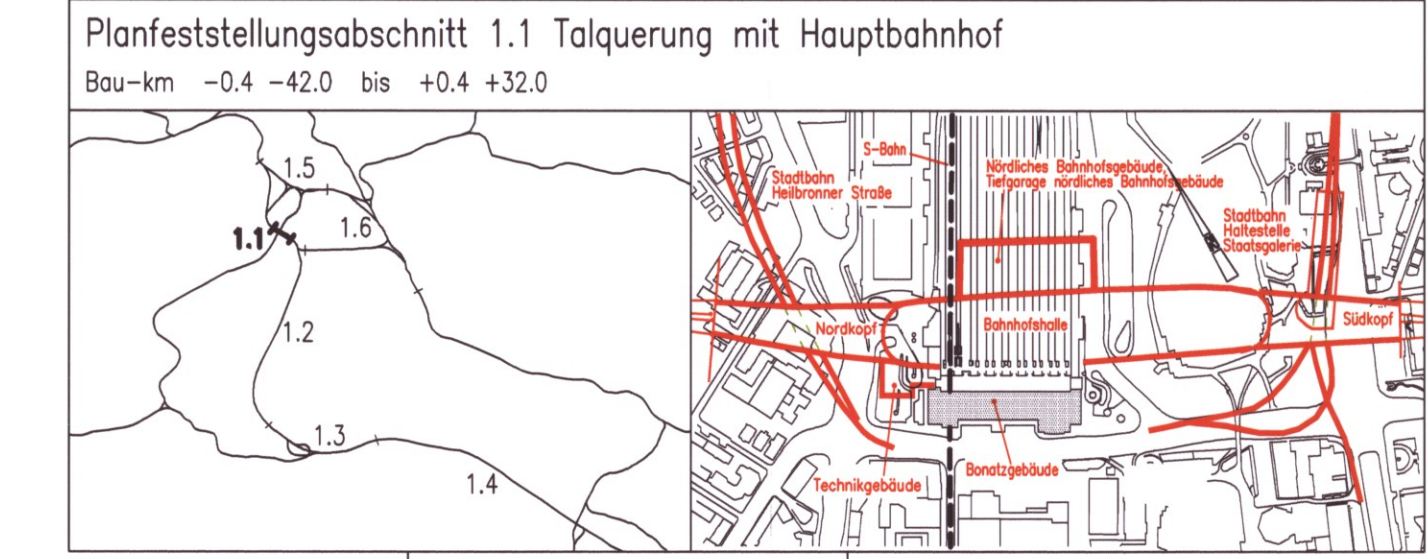 Planfeststellungsabschnitt 1.1 Talquerung mit Hauptbahnhof
Bau-km -0.4 -42.0 bis +0.4 +32.0
1.5
1.6
1.1
1.2
1.3
1.4
S-Bahn
Stadtbahn
Heilbronner Straße
Nördliches Bahnhofsgebäude,
Tiefgarage nördliches Bahnhofsgebäude
Stadtbahn
Haltestelle
Staatsgalerie
Nordkopf
Bahnhofshalle
Südkopf
Technikgebäude
Bonatzgebäude